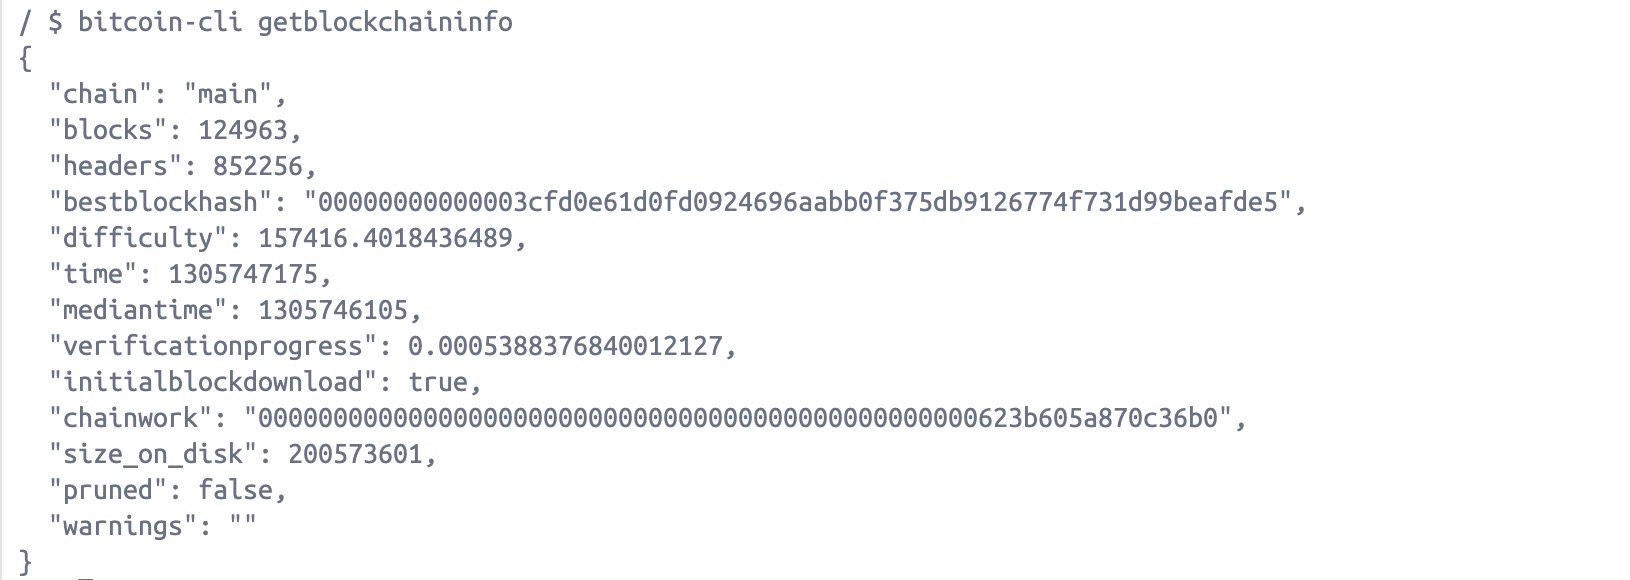 / $ bitcoin-cli getblockchaininfo
{
  "chain": "main",
  "blocks": 124963,
  "headers": 852256,
  "bestblockhash": "00000000000003cfd0e61d0fd0924696aabb0f375db9126774f731d99beafde5",
  "difficulty": 157416.4018436489,
  "time": 1305747175,
  "mediantime": 1305746105,
  "verificationprogress": 0.0005388376840012127,
  "initialblockdownload": true,
  "chainwork": "000000000000000000000000000000000000000000000000623b605a870c36b0",
  "size_on_disk": 200573601,
  "pruned": false,
  "warnings": ""
}